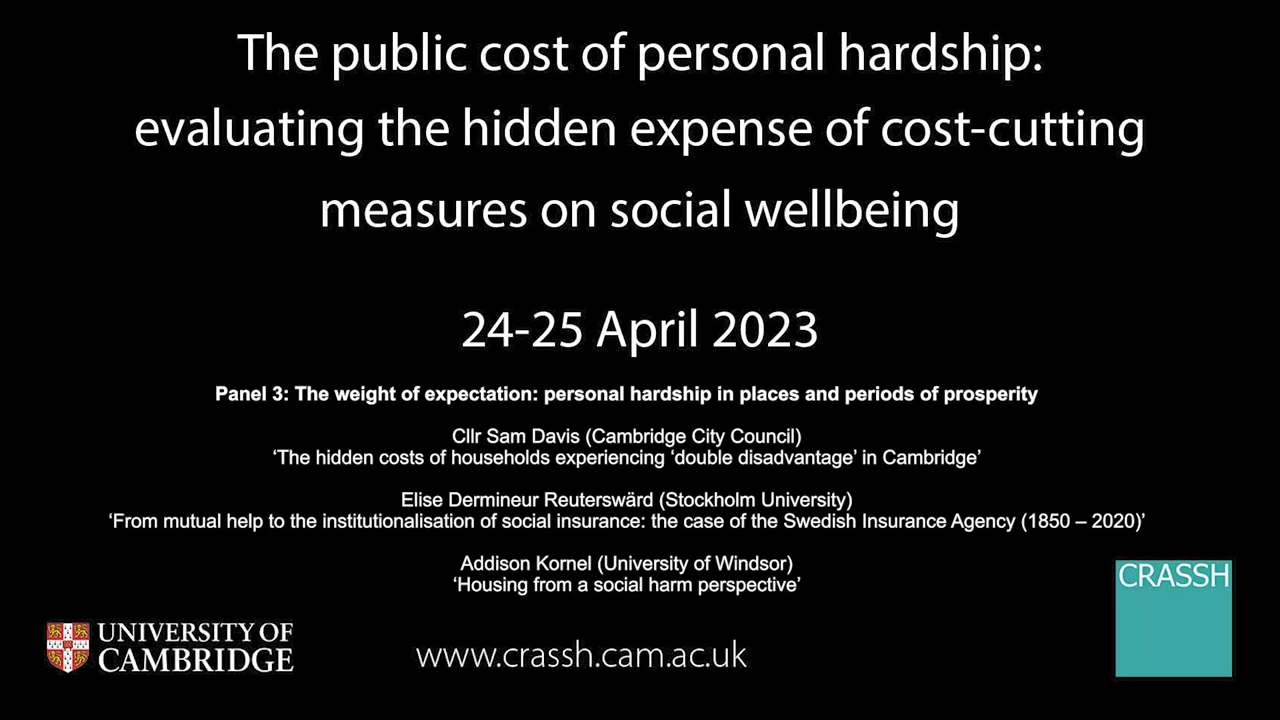 The public cost of personal hardship:
evaluating the hidden expense of cost-cutting
measures on social wellbeing
24-25 April 2023
Panel 3: The weight of expectation: personal hardship in places and periods of prosperity
Cllr Sam Davis (Cambridge City Council)
‘The hidden costs of households experiencing ‘double disadvantage’ in Cambridge’
Elise Dermineur Reuterswärd (Stockholm University)
‘From mutual help to the institutionalisation of social insurance: the case of the Swedish Insurance Agency (1850 – 2020)’
Addison Kornel (University of Windsor)
‘Housing from a social harm perspective’
CRASSH
UNIVERSITY OF
CAMBRIDGE
www.crassh.cam.ac.uk